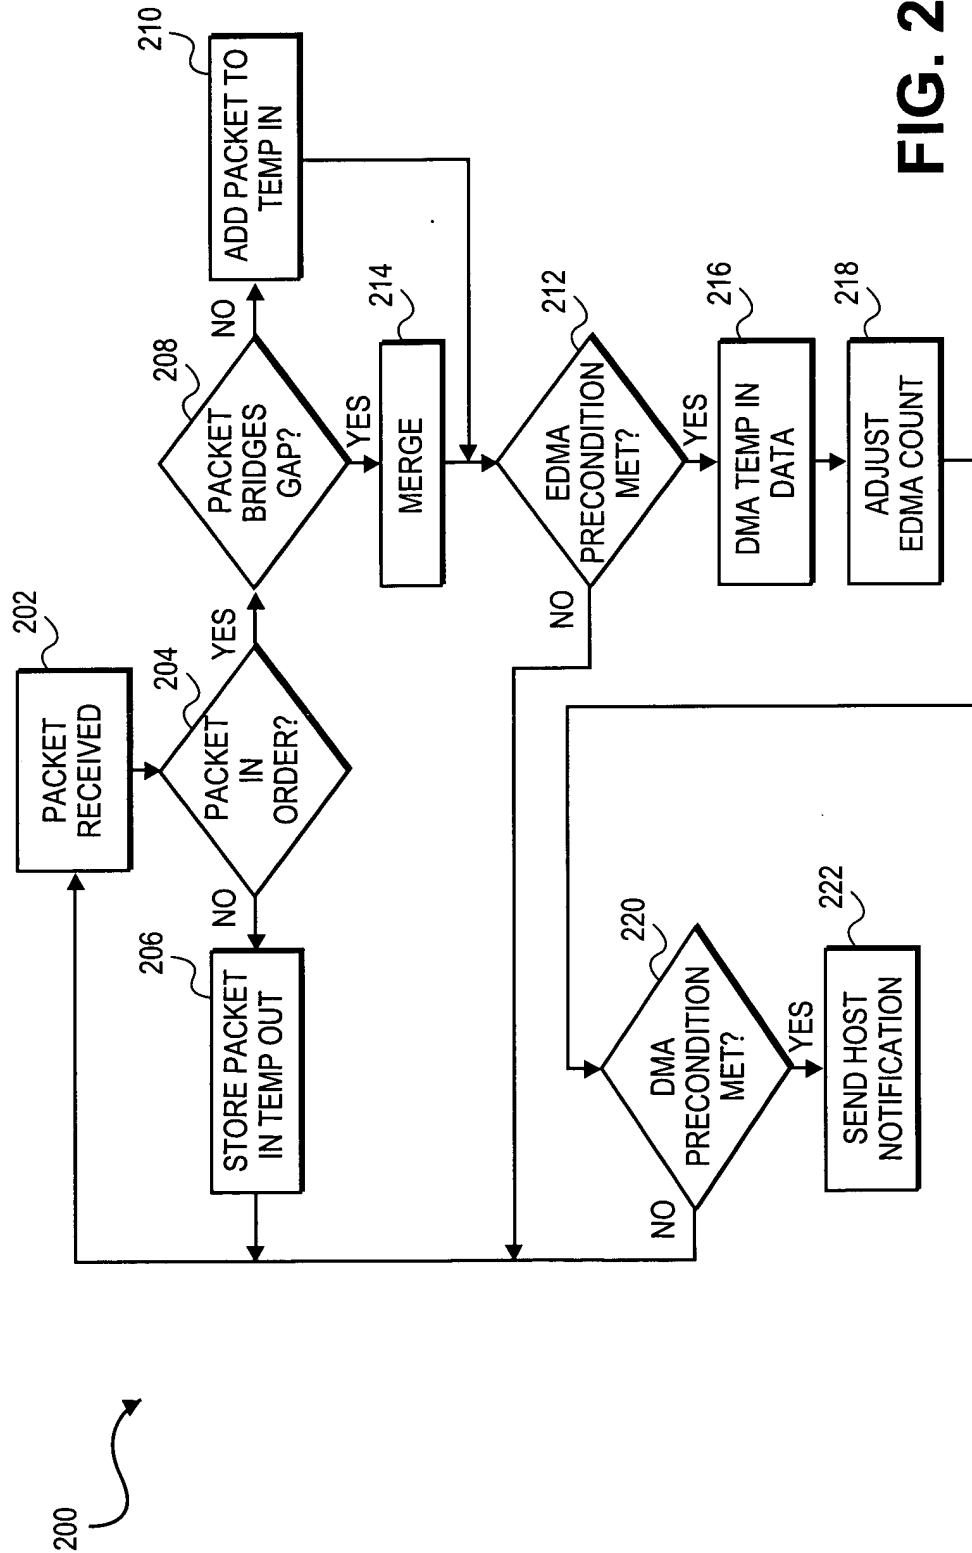 200
202
PACKET
RECEIVED
204
PACKET
IN
ORDER?
NO
YES
206
STORE PACKET
IN TEMP OUT
208
PACKET
BRIDGES
GAP?
NO
YES
210
ADD PACKET TO
TEMP IN
214
MERGE
212
EDMA
PRECONDITION
MET?
NO
YES
216
DMA TEMP IN
DATA
218
ADJUST
EDMA COUNT
220
DMA
PRECONDITION
MET?
NO
YES
222
SEND HOST
NOTIFICATION
FIG. 2